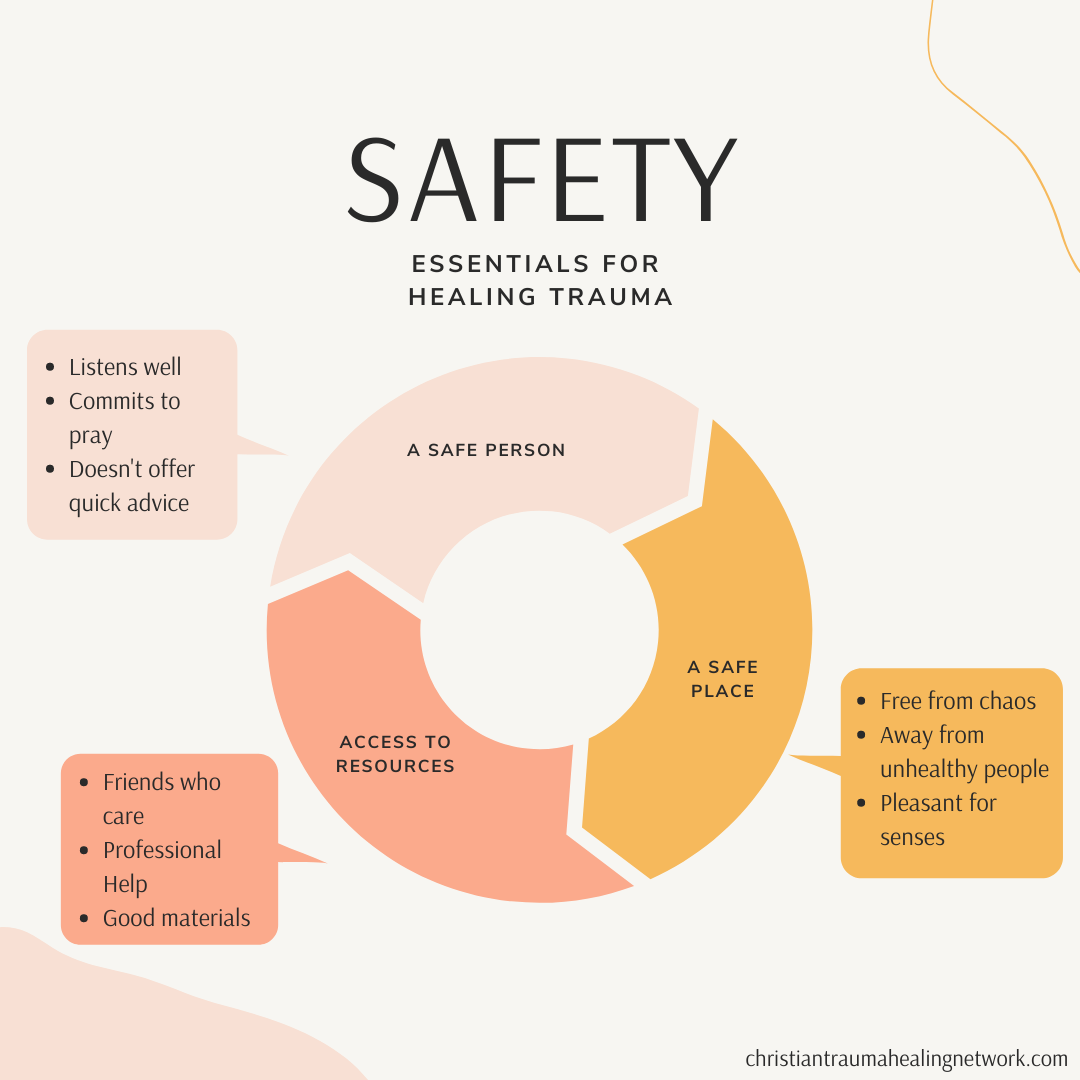 SAFETY
ESSENTIALS FOR
HEALING TRAUMA
• Listens well
• Commits to
pray
• Doesn't offer
quick advice
A SAFE PERSON
A SAFE
PLACE
• Free from chaos
• Away from
unhealthy people
• Pleasant for
senses
ACCESS TO
RESOURCES
• Friends who
care
• Professional
Help
• Good materials
christiantraumahealingnetwork.com